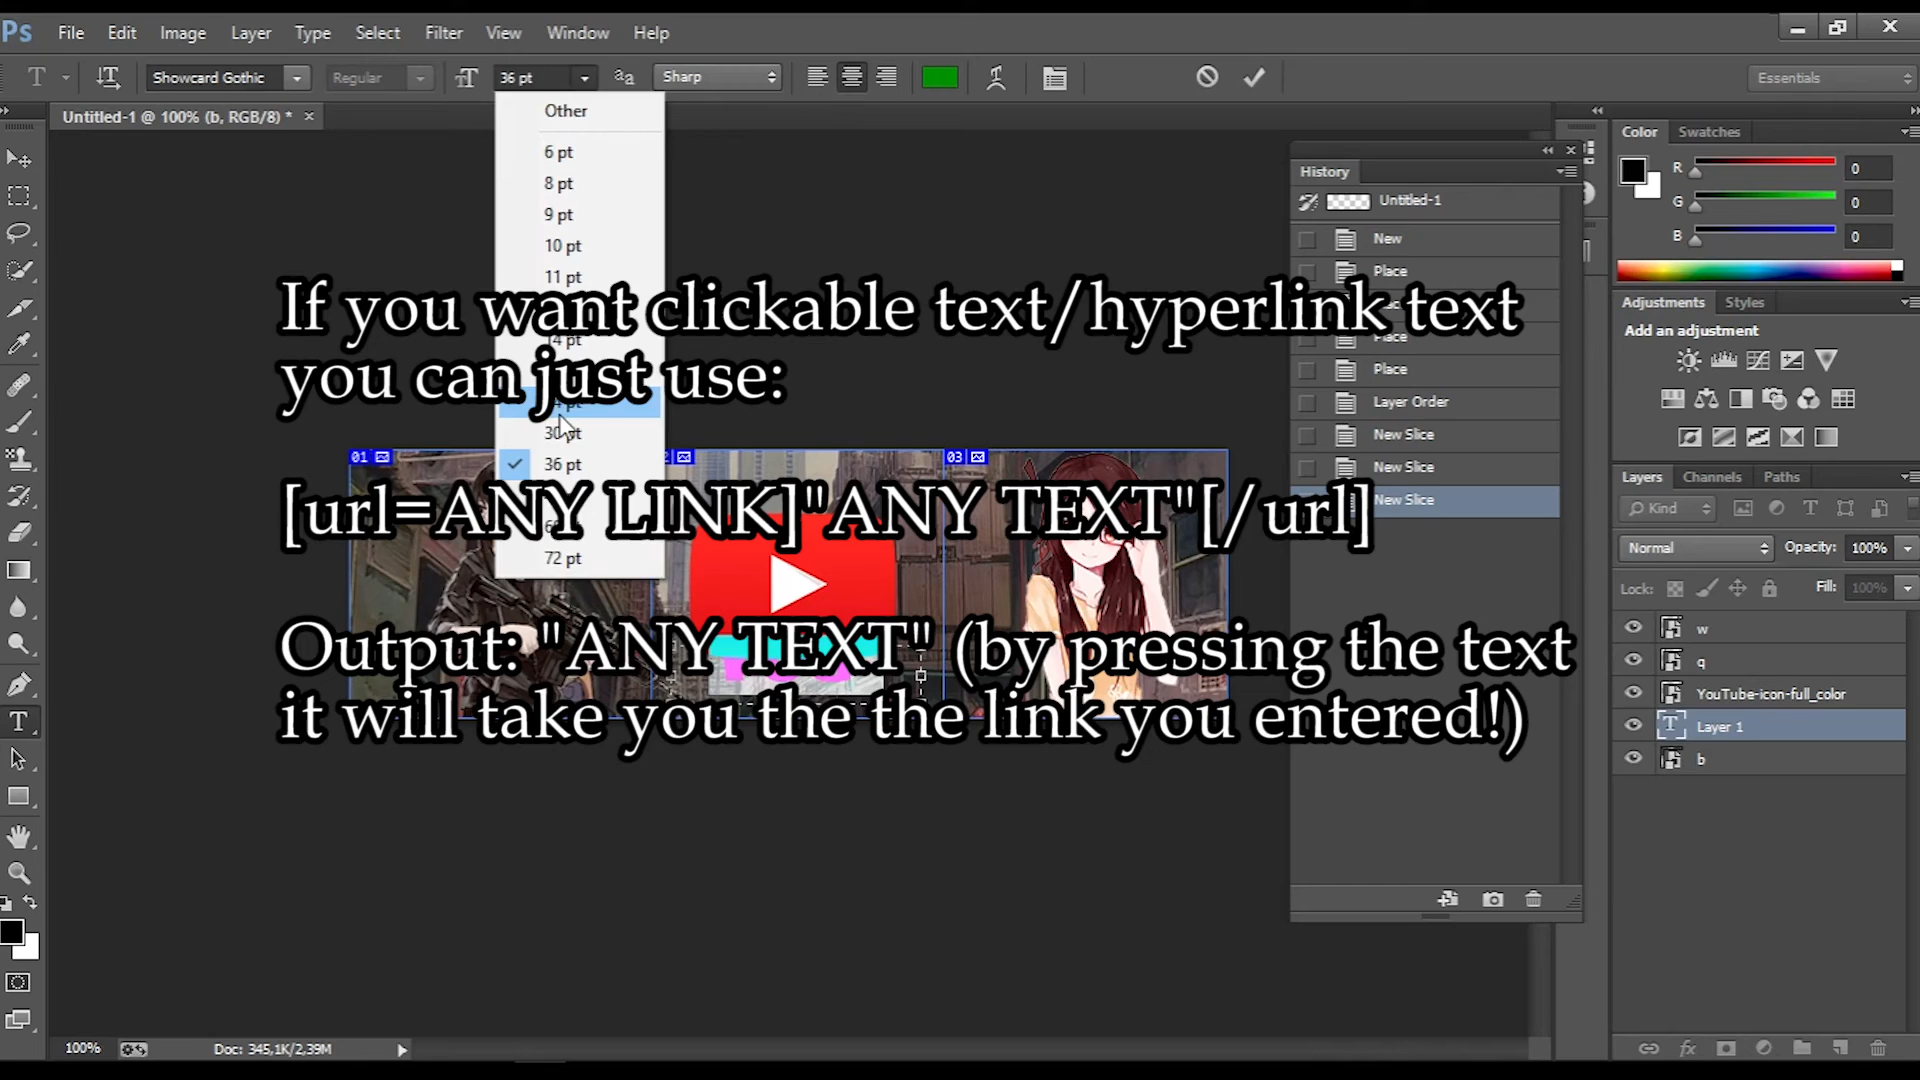 Ps File Edit Image Layer Type Select Filter View Window Help
Showcard Gothic Regular 36 pt aa Sharp Essentials
Untitled-1 @ 100% (b, RGB/8) *
Other
6 pt
8 pt
9 pt
10 pt
11 pt
14 pt
30 pt
36 pt
72 pt
If you want clickable text/hyperlink text
you can just use:
[url=ANY LINK]"ANY TEXT"[/url]
Output: "ANY TEXT" (by pressing the text
it will take you the the link you entered!)
01
03
History
Untitled-1
New
Place
Place
Place
Layer Order
New Slice
New Slice
New Slice
Color Swatches
R 0
G 0
B 0
Adjustments Styles
Add an adjustment
Layers Channels Paths
Kind
Normal Opacity: 100%
Lock: Fill: 100%
w
q
YouTube-icon-full_color
Layer 1
b
100% Doc: 345,1K/2,39M